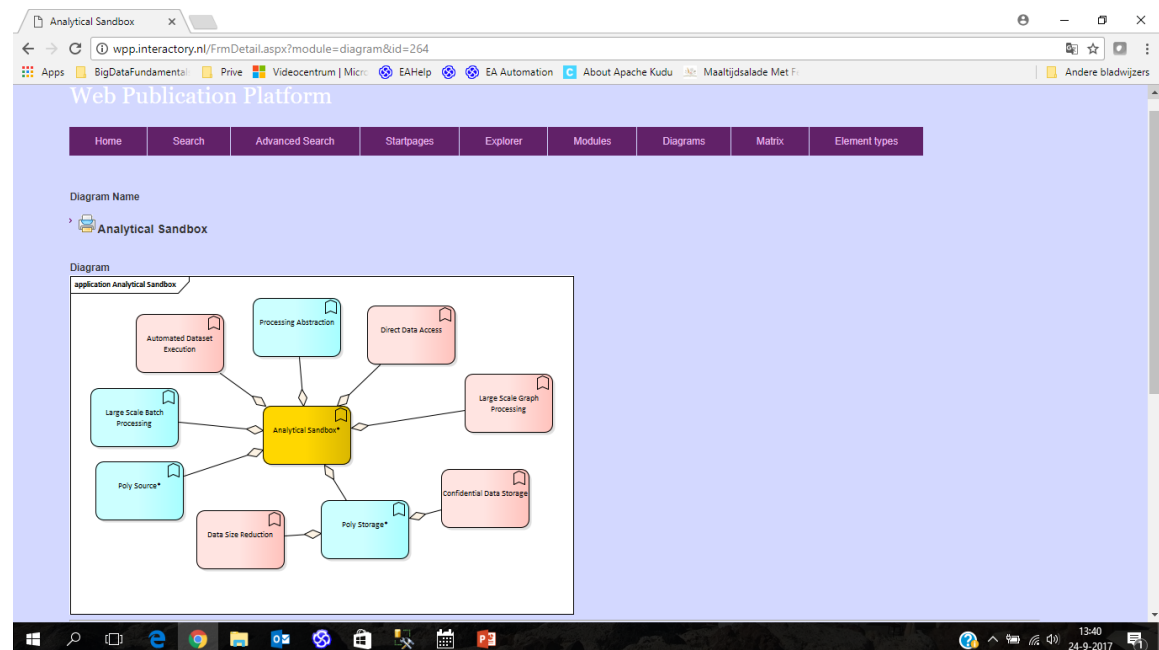 Analytical Sandbox
wpp.interactory.nl/FrmDetail.aspx?module=diagram&id=264
Apps BigDataFundamental Prive Videocentrum | Micro EAHelp EA Automation About Apache Kudu Maaltijdsalade Met Fe Andere bladwijzers
Web Publication Platform
Home Search Advanced Search Startpages Explorer Modules Diagrams Matrix Element types
Diagram Name
Analytical Sandbox
Diagram
application Analytical Sandbox
Automated Dataset
Execution
Processing Abstraction
Direct Data Access
Large Scale Batch
Processing
Analytical Sandbox*
Large Scale Graph
Processing
Poly Source*
Confidential Data Storage
Data Size Reduction
Poly Storage*
13:40
24-9-2017